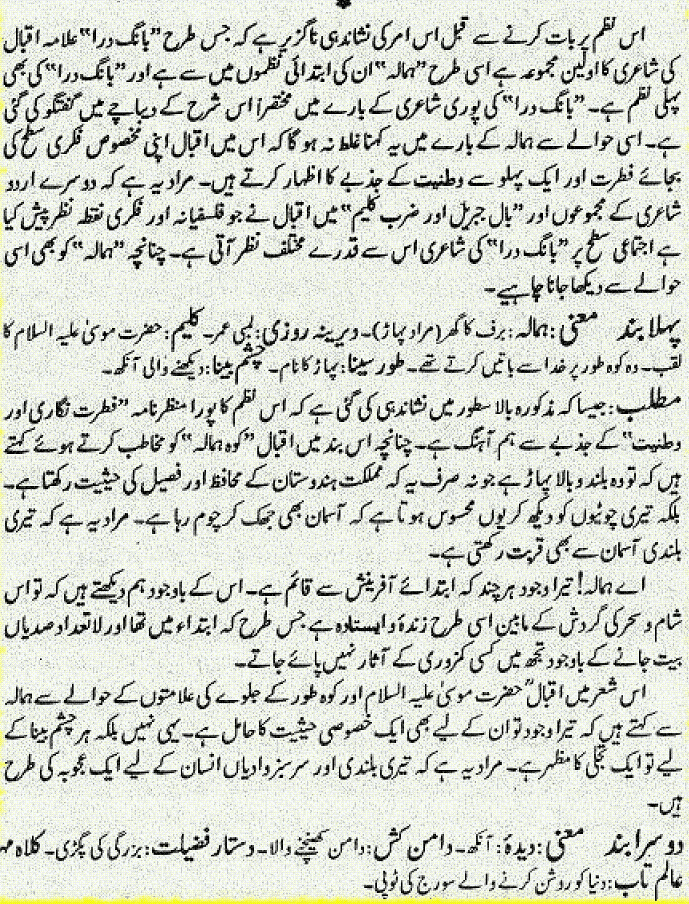 اس نظم پر بات کرنے سے قبل اس امر کی نشاندہی ناگزیر ہے کہ جس طرح "بانگ درا" علامہ اقبال
کی شاعری کا اولین مجموعہ ہے اسی طرح "ہمالہ" ان کی ابتدائی نظموں میں سے ہے اور "بانگ درا" کی بھی
پہلی نظم ہے۔ "بانگ درا" کی پوری شاعری کے بارے میں مختصراً اس شرح کے دیباچے میں گفتگو کی گئی
ہے۔ اسی حوالے سے ہمالہ کے بارے میں یہ کہنا غلط نہ ہو گا کہ اس میں اقبال اپنی مخصوص فکری سطح کی
بجائے فطرت اور ایک پہلو سے وطنیت کے جذبے کا اظہار کرتے ہیں۔ مراد یہ ہے کہ دوسرے اردو
شاعری کے مجموعوں اور "بال جبریل اور ضرب کلیم" میں اقبال نے جو فلسفیانہ اور فکری نقطہ نظر پیش کیا
ہے اجتماعی سطح پر "بانگ درا" کی شاعری اس سے قدرے مختلف نظر آتی ہے۔ چنانچہ "ہمالہ" کو بھی اسی
حوالے سے دیکھا جانا چاہیے۔
پہلا بند معنی: ہمالہ: برف کا گھر (مراد پہاڑ)۔ دیرینہ روزی: لمبی عمر۔ کلیم: حضرت موسیٰ علیہ السلام کا
لقب۔ وہ کوہ طور پر خدا سے باتیں کرتے تھے۔ طور سینا: پہاڑ کا نام۔ چشم بینا: دیکھنے والی آنکھ۔
مطلب: جیسا کہ مذکورہ بالا سطور میں نشاندہی کی گئی ہے کہ اس نظم کا پورا منظر نامہ "فطرت نگاری اور
وطنیت" کے جذبے سے ہم آہنگ ہے۔ چنانچہ اس بند میں اقبال "کوہ ہمالہ" کو مخاطب کرتے ہوئے کہتے
ہیں کہ تو وہ بلند و بالا پہاڑ ہے جو نہ صرف یہ کہ مملکت ہندوستان کے محافظ اور فصیل کی حیثیت رکھتا ہے۔
بلکہ تیری چوٹیوں کو دیکھ کر یوں محسوس ہوتا ہے کہ آسمان بھی جھک کر چوم رہا ہے۔ مراد یہ ہے کہ تیری
بلندی آسمان سے بھی قربت رکھتی ہے۔
اے ہمالہ! تیرا وجود ہر چند کہ ابتدائے آفرینش سے قائم ہے۔ اس کے باوجود ہم دیکھتے ہیں کہ تو اس
شام و سحر کی گردش کے مابین اسی طرح زندہ و ایستادہ ہے جس طرح کہ ابتداء میں تھا اور لاتعداد صدیاں
بیت جانے کے باوجود تجھ میں کسی کمزوری کے آثار نہیں پائے جاتے۔
اس شعر میں اقبالؒ حضرت موسیٰ علیہ السلام اور کوہ طور کے جلوے کی علامتوں کے حوالے سے ہمالہ
سے کہتے ہیں کہ تیرا وجود تو ان کے لیے بھی ایک خصوصی حیثیت کا حامل ہے۔ یہی نہیں بلکہ ہر چشم بینا کے
لیے تو ایک تجلی کا مظہر ہے۔ مراد یہ ہے کہ تیری بلندی اور سرسبز وادیاں انسان کے لیے ایک عجوبہ کی طرح
ہیں۔
دوسرا بند معنی: دیدۂ: آنکھ۔ دامن کش: دامن کھینچنے والا۔ دستار فضیلت: بزرگی کی پگڑی۔ کلاہ مہر
عالم تاب: دنیا کو روشن کرنے والے سورج کی ٹوپی۔